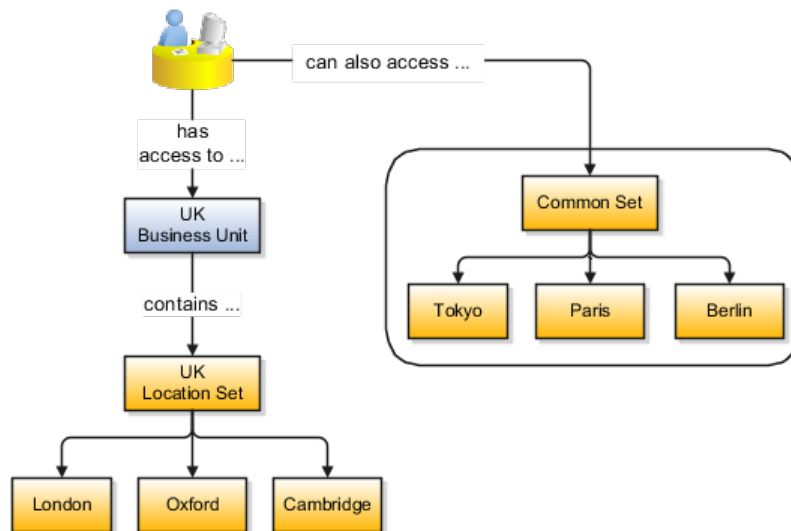 can also access ...
has
access to ...
UK
Business Unit
contains ...
UK
Location Set
London
Oxford
Cambridge
Common Set
Tokyo
Paris
Berlin